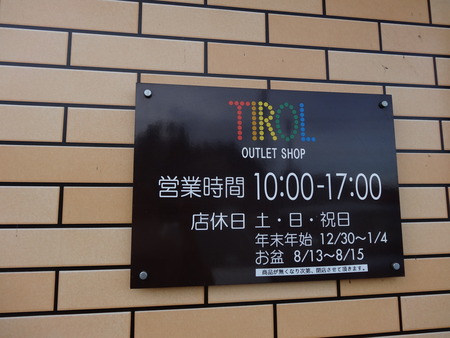 TIROL
OUTLET SHOP
営業時間 10:00-17:00
店休日 土・日・祝日
年末年始 12/30～1/4
お盆 8/13～8/15
商品が無くなり次第、閉店させて頂きます。